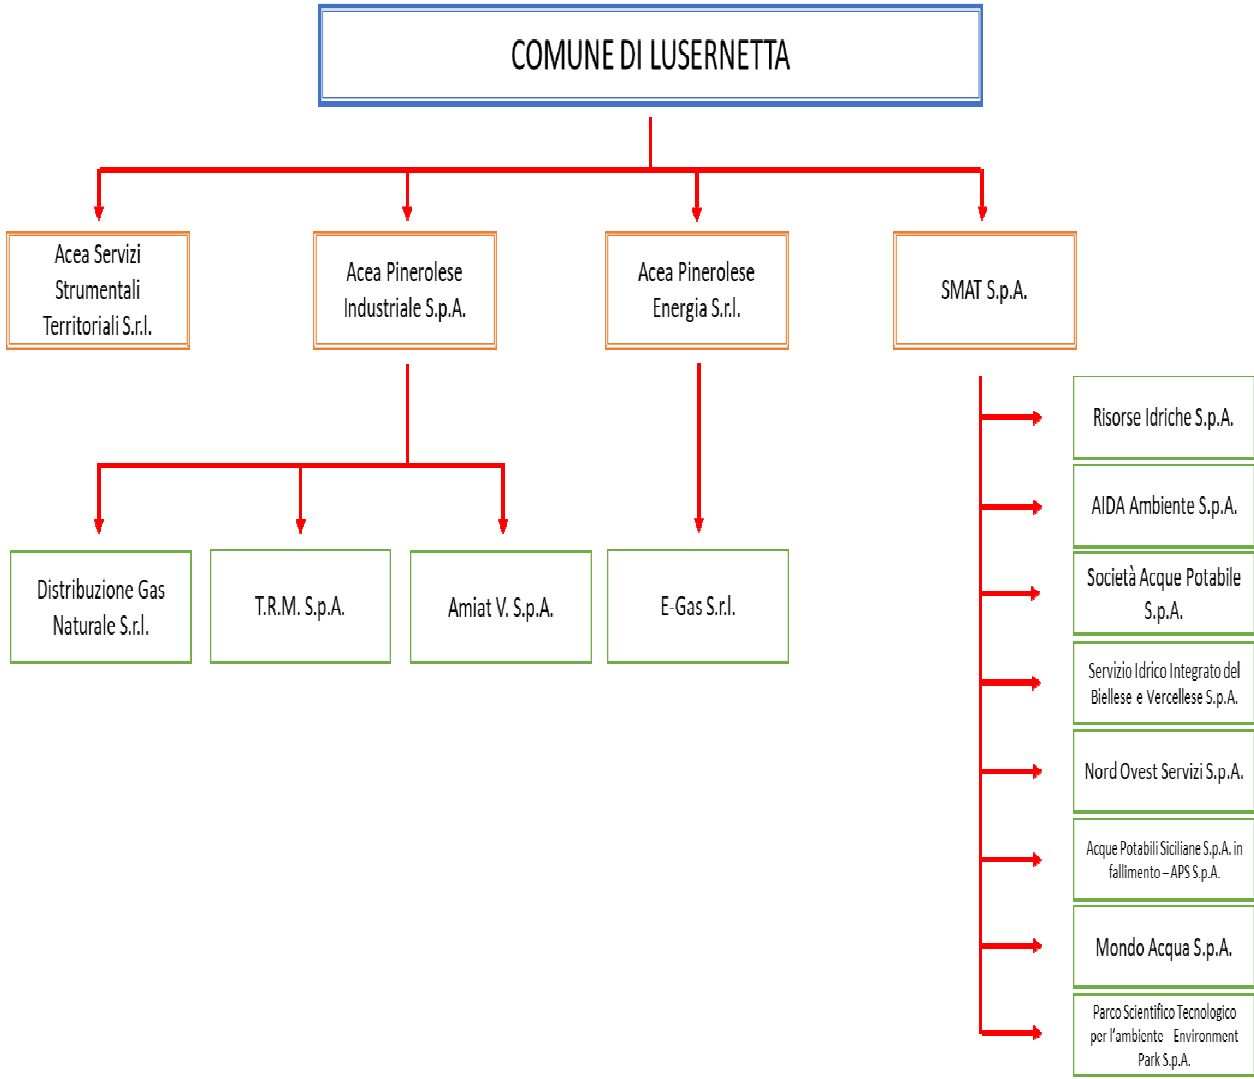 COMUNE DI LUSERNETTA
Acea Servizi
Strumentali
Territoriali S.r.l.
Acea Pinerolese
Industriale S.p.A.
Acea Pinerolese
Energia S.r.l.
SMAT S.p.A.
Distribuzione Gas
Naturale S.r.l.
T.R.M. S.p.A.
Amiat V. S.p.A.
E-Gas S.r.l.
Risorse Idriche S.p.A.
AIDA Ambiente S.p.A.
Società Acque Potabile
S.p.A.
Servizio Idrico Integrato del
Biellese e Vercellese S.p.A.
Nord Ovest Servizi S.p.A.
Acque Potabili Siciliane S.p.A. in
fallimento – APS S.p.A.
Mondo Acqua S.p.A.
Parco Scientifico Tecnologico
per l'ambiente Environment
Park S.p.A.